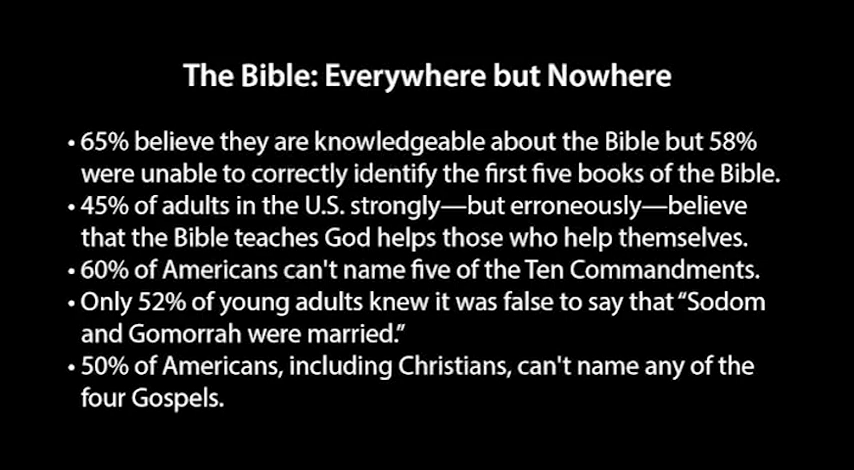 The Bible: Everywhere but Nowhere
• 65% believe they are knowledgeable about the Bible but 58%
were unable to correctly identify the first five books of the Bible.
• 45% of adults in the U.S. strongly—but erroneously—believe
that the Bible teaches God helps those who help themselves.
• 60% of Americans can't name five of the Ten Commandments.
• Only 52% of young adults knew it was false to say that “Sodom
and Gomorrah were married.”
• 50% of Americans, including Christians, can't name any of the
four Gospels.